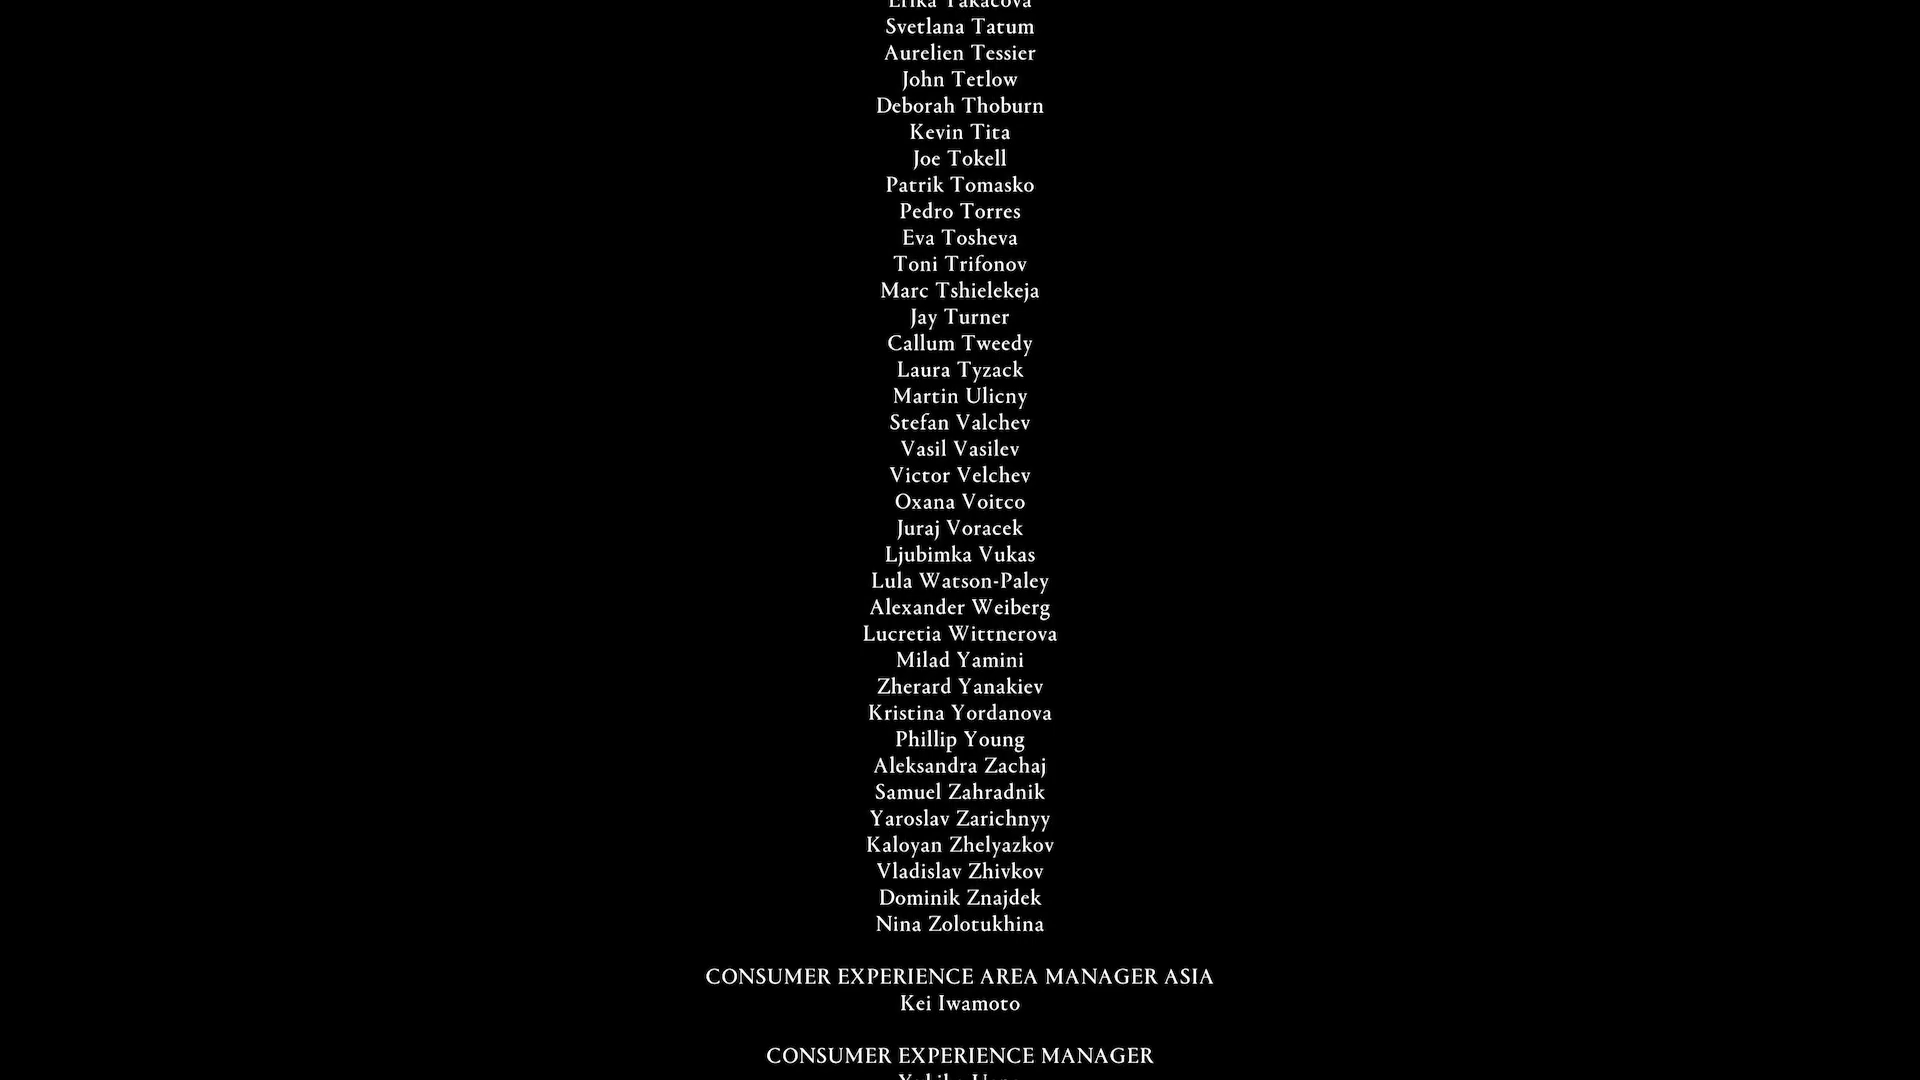 Erika Takacova
Svetlana Tatum
Aurelien Tessier
John Tetlow
Deborah Thoburn
Kevin Tita
Joe Tokell
Patrik Tomasko
Pedro Torres
Eva Tosheva
Toni Trifonov
Marc Tshielekeja
Jay Turner
Callum Tweedy
Laura Tyzack
Martin Ulicny
Stefan Valchev
Vasil Vasilev
Victor Velchev
Oxana Voitco
Juraj Voracek
Ljubimka Vukas
Lula Watson-Paley
Alexander Weiberg
Lucretia Wittnerova
Milad Yamini
Zherard Yanakiev
Kristina Yordanova
Phillip Young
Aleksandra Zachaj
Samuel Zahradnik
Yaroslav Zarichnyy
Kaloyan Zhelyazkov
Vladislav Zhivkov
Dominik Znajdek
Nina Zolotukhina
CONSUMER EXPERIENCE AREA MANAGER ASIA
Kei Iwamoto
CONSUMER EXPERIENCE MANAGER